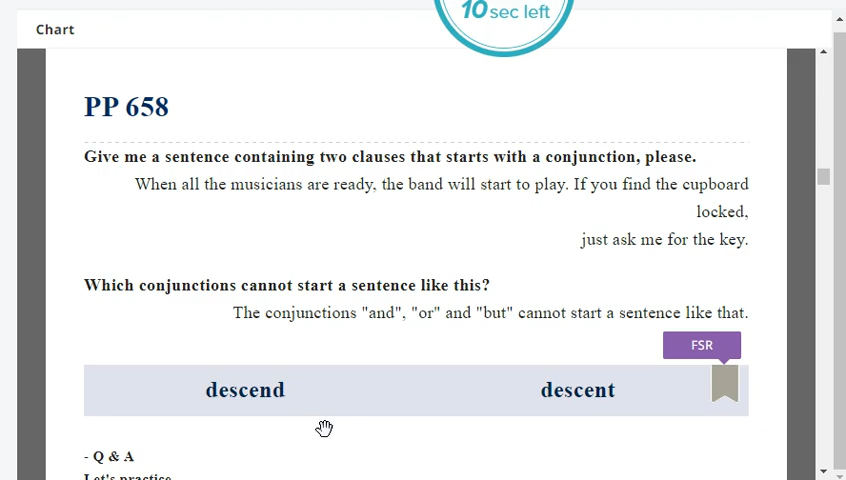 10 sec left
Chart
PP 658
Give me a sentence containing two clauses that starts with a conjunction, please.
When all the musicians are ready, the band will start to play. If you find the cupboard
locked,
just ask me for the key.
Which conjunctions cannot start a sentence like this?
The conjunctions "and", "or" and "but" cannot start a sentence like that.
FSR
descend descent
- Q & A
Let's practice